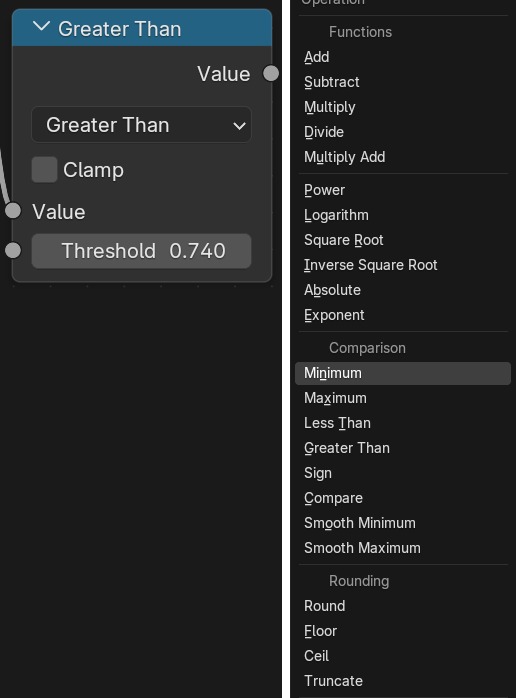 Greater Than
Value
Greater Than
Clamp
Value
Threshold 0.740
Operation
Functions
Add
Subtract
Multiply
Divide
Multiply Add
Power
Logarithm
Square Root
Inverse Square Root
Absolute
Exponent
Comparison
Minimum
Maximum
Less Than
Greater Than
Sign
Compare
Smooth Minimum
Smooth Maximum
Rounding
Round
Floor
Ceil
Truncate